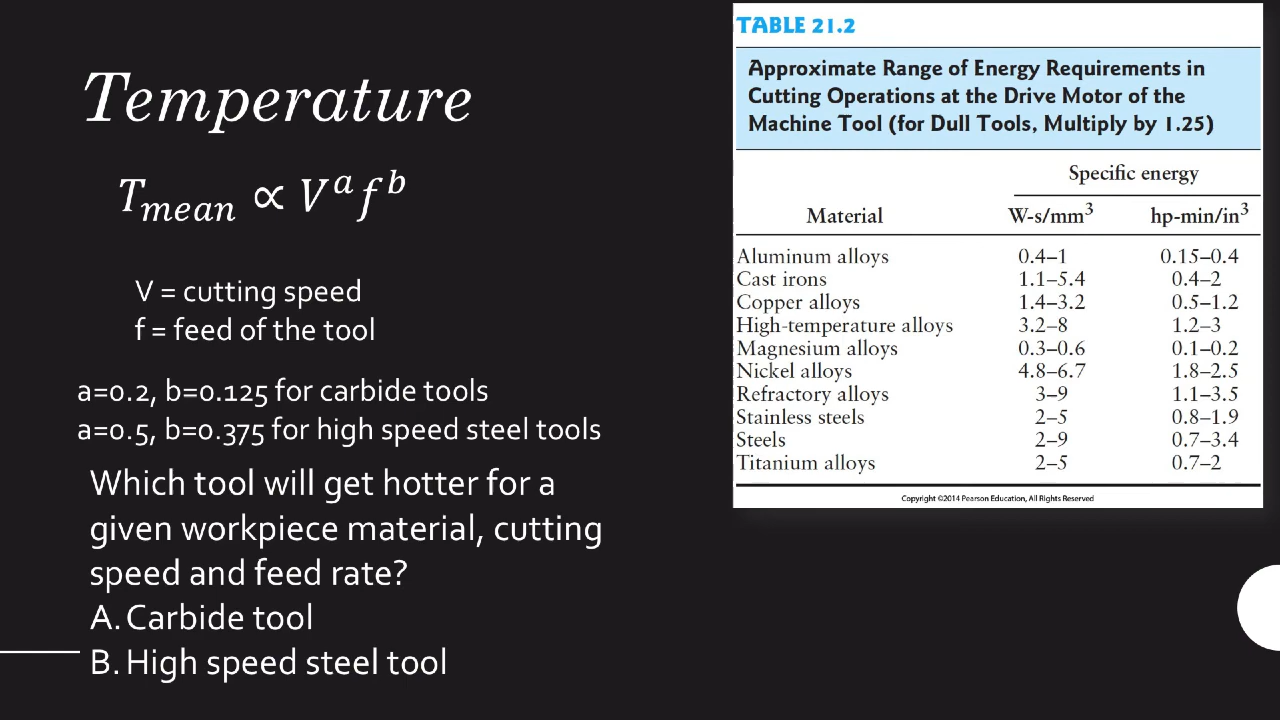 Temperature
T_mean ∝ V^a f^b
V = cutting speed
f = feed of the tool
a=0.2, b=0.125 for carbide tools
a=0.5, b=0.375 for high speed steel tools
Which tool will get hotter for a
given workpiece material, cutting
speed and feed rate?
A. Carbide tool
B. High speed steel tool
TABLE 21.2
Approximate Range of Energy Requirements in
Cutting Operations at the Drive Motor of the
Machine Tool (for Dull Tools, Multiply by 1.25)
Specific energy
Material W-s/mm³ hp-min/in³
Aluminum alloys 0.4–1 0.15–0.4
Cast irons 1.1–5.4 0.4–2
Copper alloys 1.4–3.2 0.5–1.2
High-temperature alloys 3.2–8 1.2–3
Magnesium alloys 0.3–0.6 0.1–0.2
Nickel alloys 4.8–6.7 1.8–2.5
Refractory alloys 3–9 1.1–3.5
Stainless steels 2–5 0.8–1.9
Steels 2–9 0.7–3.4
Titanium alloys 2–5 0.7–2
Copyright ©2014 Pearson Education, All Rights Reserved